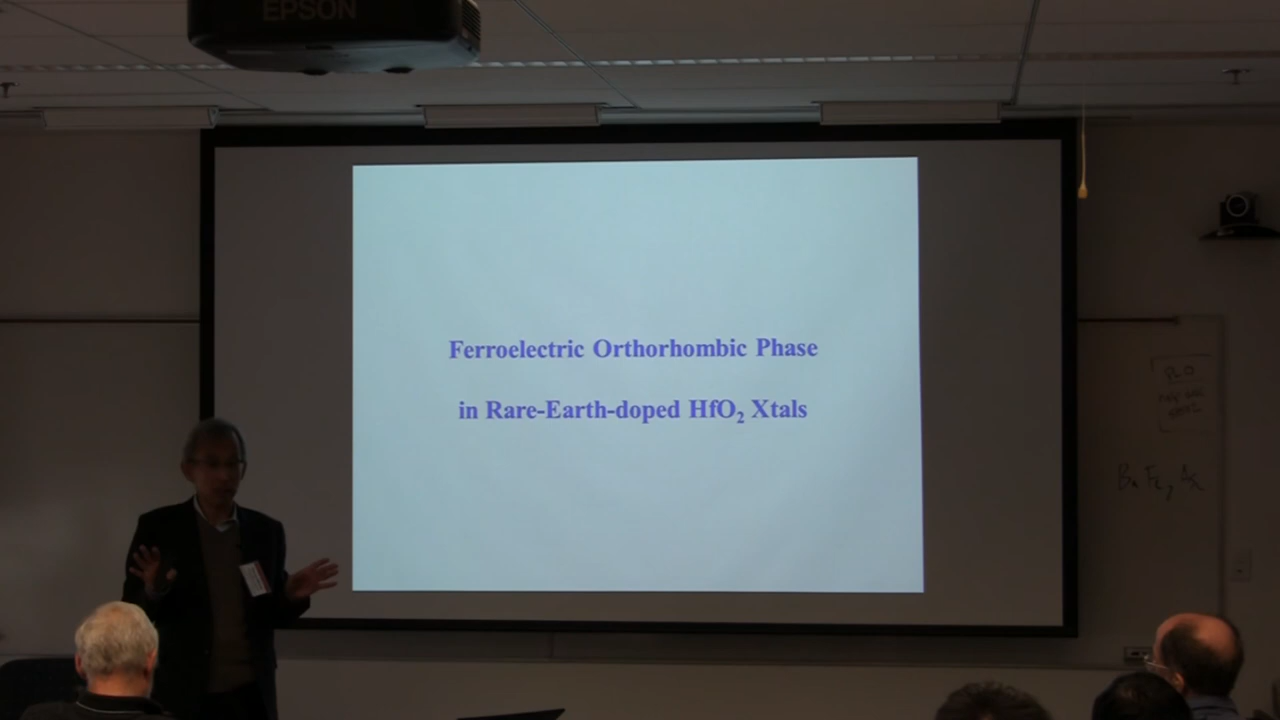 EPSON
Ferroelectric Orthorhombic Phase
in Rare-Earth-doped HfO₂ Xtals